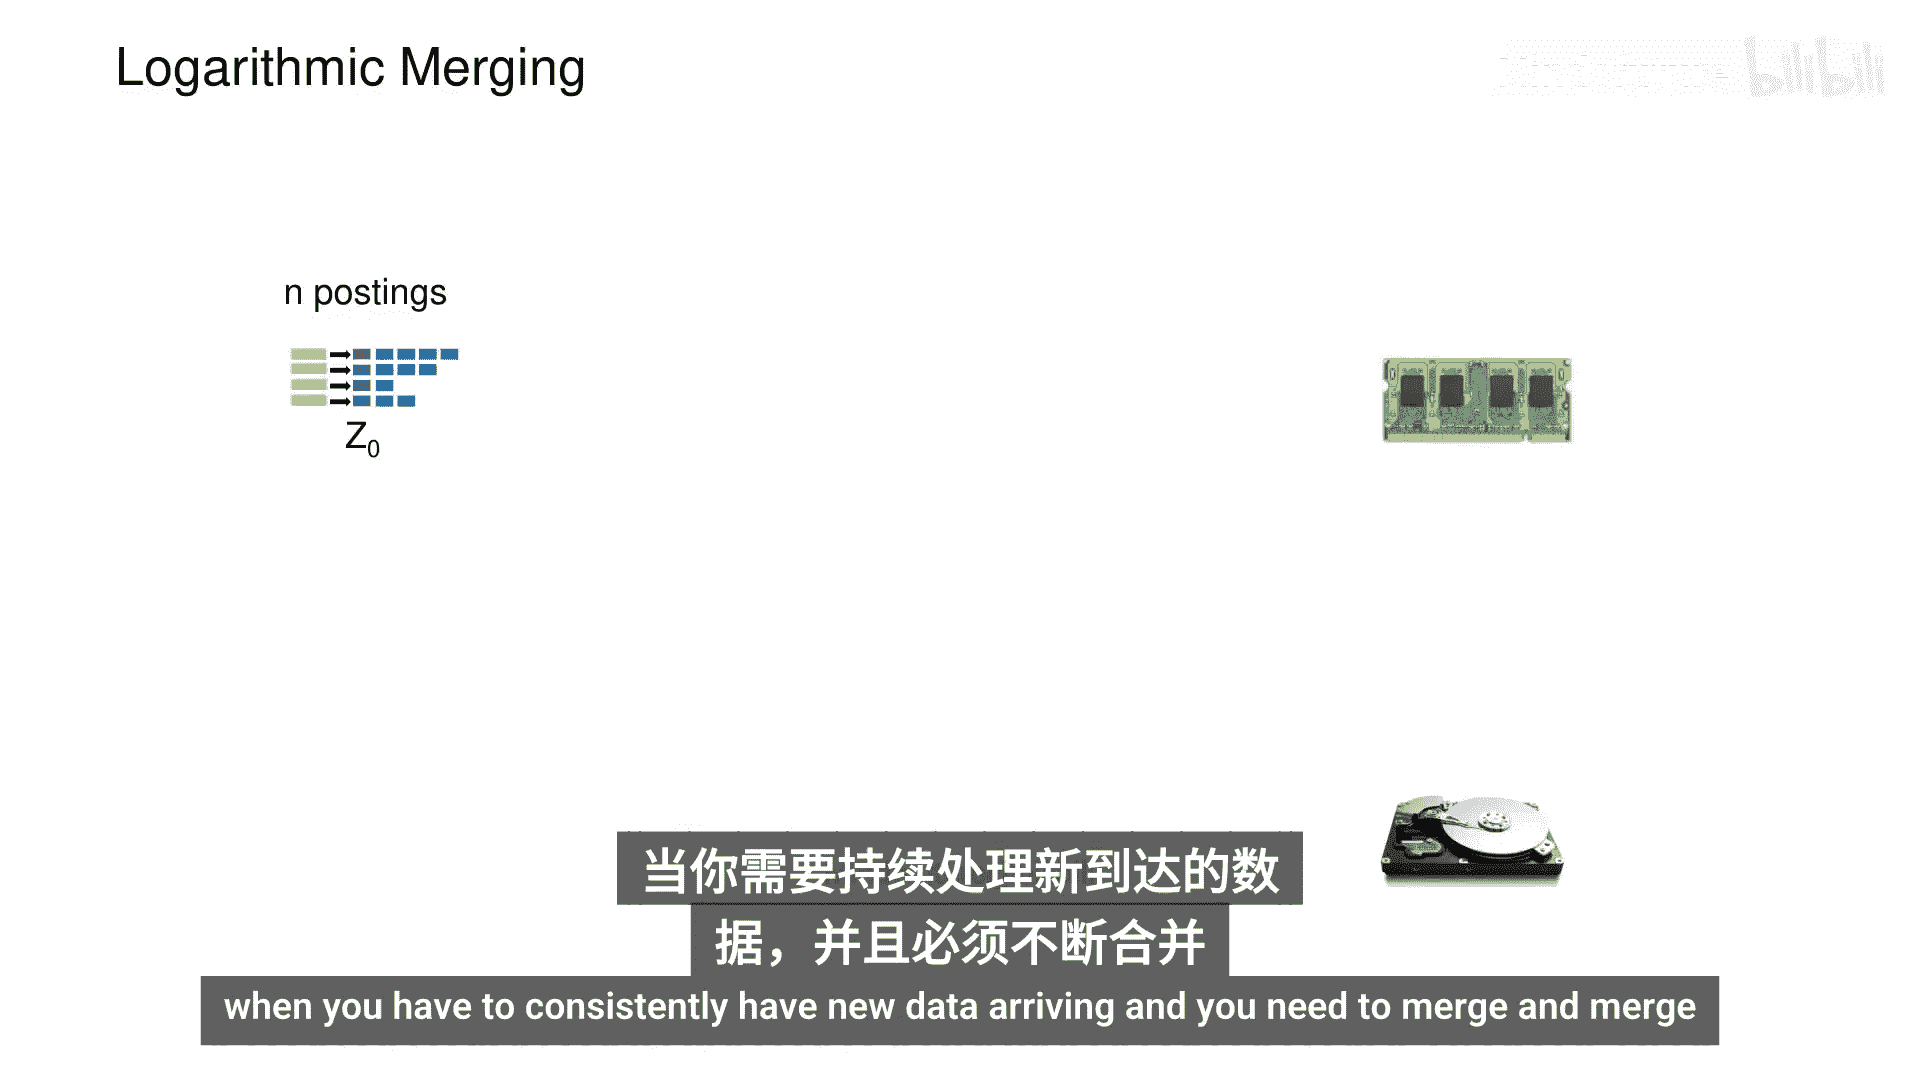 Logarithmic Merging
bilibili
n postings
Z₀
当你需要持续处理新到达的数
据，并且必须不断合并
when you have to consistently have new data arriving and you need to merge and merge